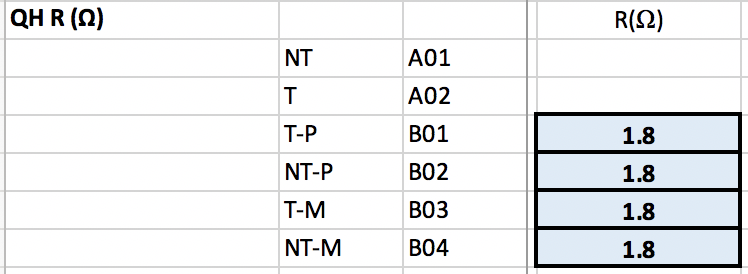 QH R (Ω) R(Ω)
NT A01
T A02
T-P B01 1.8
NT-P B02 1.8
T-M B03 1.8
NT-M B04 1.8